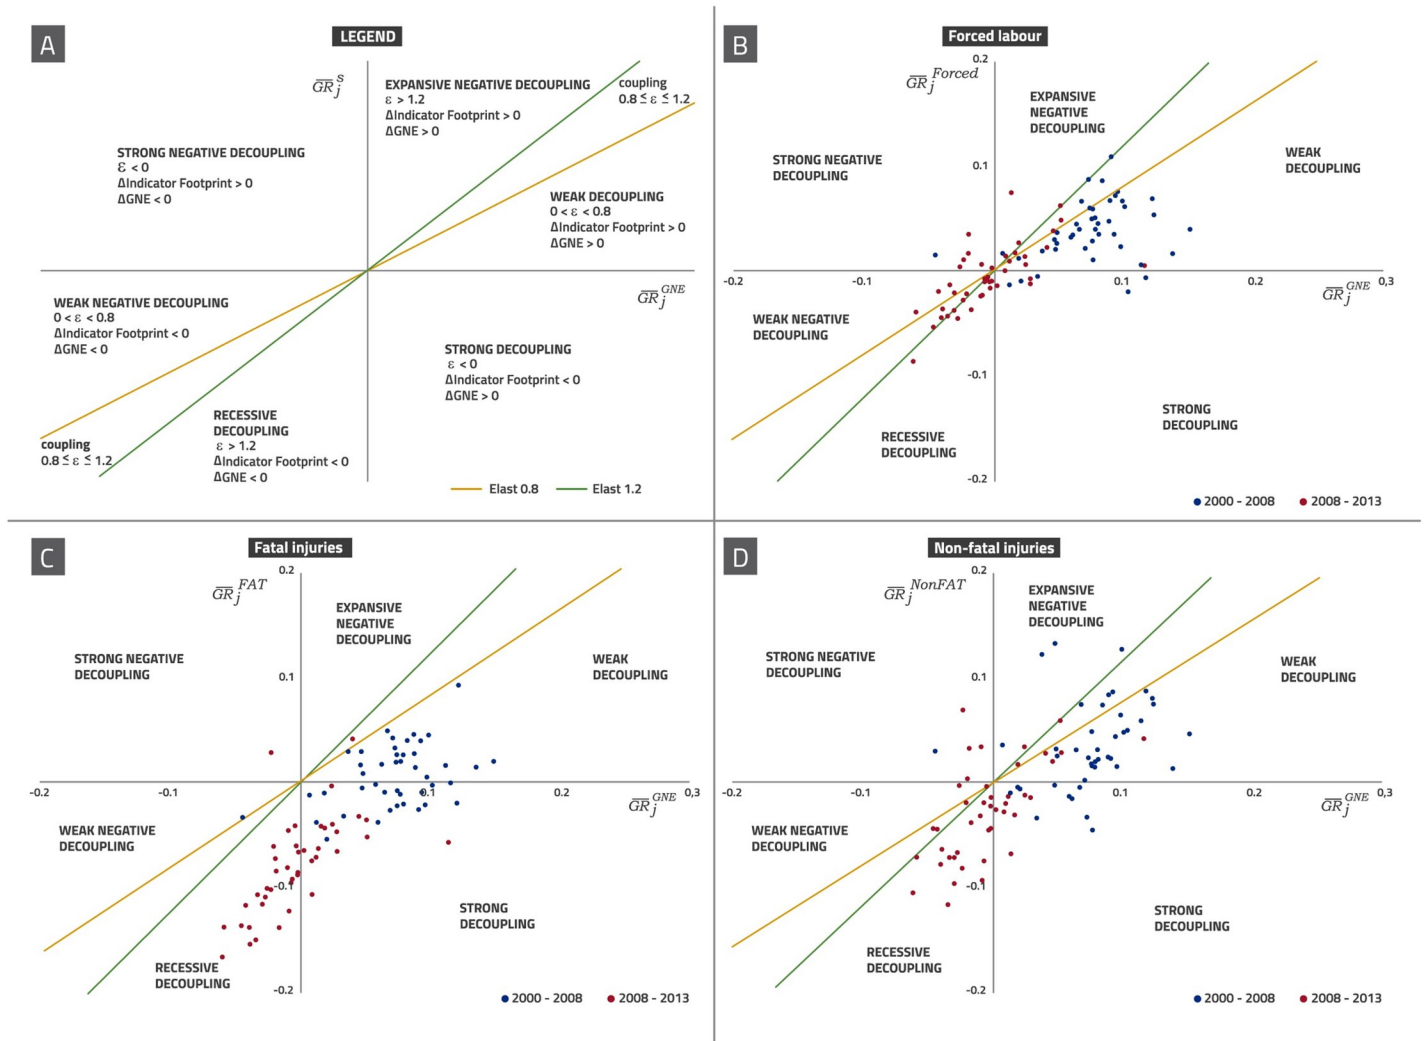 A
LEGEND
GR j S
EXPANSIVE NEGATIVE DECOUPLING
ε > 1.2
ΔIndicator Footprint > 0
ΔGNE > 0
coupling
0.8 ≤ ε ≤ 1.2
STRONG NEGATIVE DECOUPLING
ε < 0
ΔIndicator Footprint > 0
ΔGNE < 0
WEAK DECOUPLING
0 < ε < 0.8
ΔIndicator Footprint > 0
ΔGNE > 0
GR j GNE
WEAK NEGATIVE DECOUPLING
0 < ε < 0.8
ΔIndicator Footprint < 0
ΔGNE < 0
STRONG DECOUPLING
ε < 0
ΔIndicator Footprint < 0
ΔGNE > 0
RECESSIVE
DECOUPLING
ε > 1.2
ΔIndicator Footprint < 0
ΔGNE < 0
coupling
0.8 ≤ ε ≤ 1.2
Elast 0.8 Elast 1.2
B
Forced labour
0.2
GR j Forced
EXPANSIVE
NEGATIVE
DECOUPLING
STRONG NEGATIVE
DECOUPLING
WEAK
DECOUPLING
0.1
-0.2 -0.1 0.1 0.2 0,3
GR j GNE
WEAK NEGATIVE
DECOUPLING
-0.1
STRONG
DECOUPLING
RECESSIVE
DECOUPLING
-0.2
2000 - 2008 2008 - 2013
C
Fatal injuries
0.2
GR j FAT
EXPANSIVE
NEGATIVE
DECOUPLING
STRONG NEGATIVE
DECOUPLING
WEAK
DECOUPLING
0.1
-0.2 -0.1 0.1 0.2 0,3
GR j GNE
WEAK NEGATIVE
DECOUPLING
-0.1
STRONG
DECOUPLING
RECESSIVE
DECOUPLING
-0.2
2000 - 2008 2008 - 2013
D
Non-fatal injuries
0.2
GR j NonFAT
EXPANSIVE
NEGATIVE
DECOUPLING
STRONG NEGATIVE
DECOUPLING
WEAK
DECOUPLING
0.1
-0.2 -0.1 0.1 0.2 0,3
GR j GNE
WEAK NEGATIVE
DECOUPLING
-0.1
STRONG
DECOUPLING
RECESSIVE
DECOUPLING
-0.2
2000 - 2008 2008 - 2013